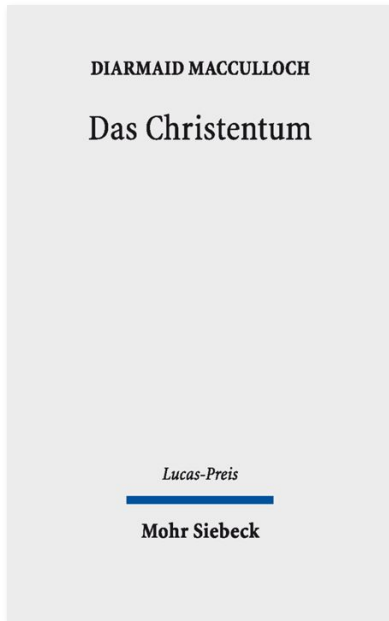 DIARMAID MACCULLOCH
Das Christentum
Lucas-Preis
Mohr Siebeck